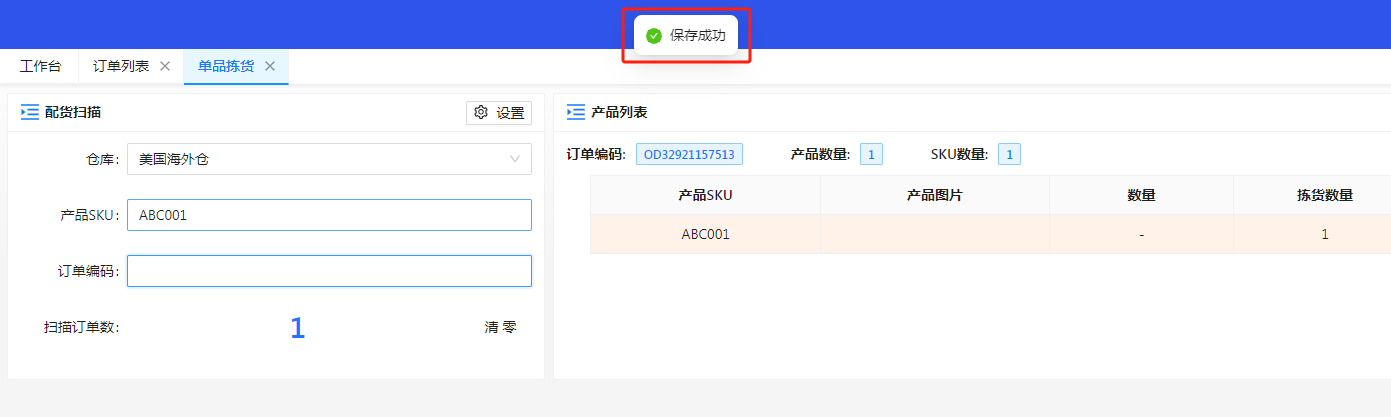 保存成功
工作台 订单列表 单品拣货
配货扫描 设置
仓库: 美国海外仓
产品SKU: ABC001
订单编码:
扫描订单数: 1 清 零
产品列表
订单编码: OD32921157513 产品数量: 1 SKU数量: 1
产品SKU 产品图片 数量 拣货数量
ABC001 - 1